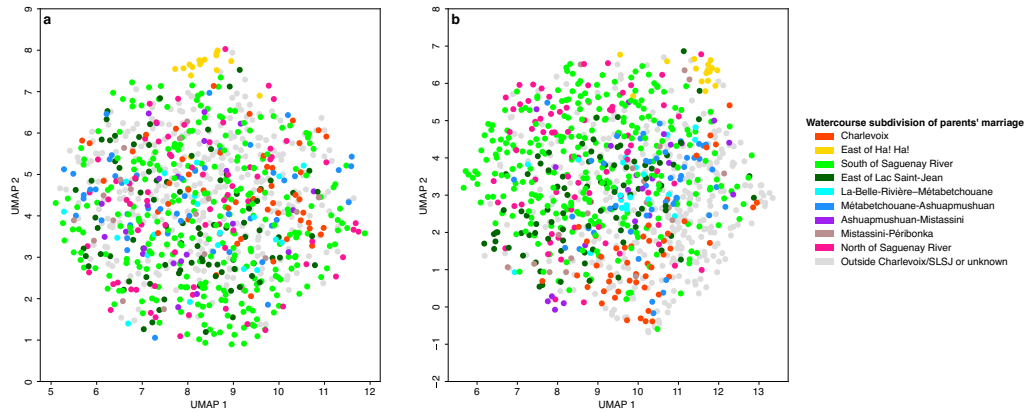 a
9
8
7
6
5
4
3
2
1
0
UMAP 2
5 6 7 8 9 10 11 12
UMAP 1
b
8
7
6
5
4
3
2
1
0
−1
−2
UMAP 2
6 7 8 9 10 11 12 13
UMAP 1
Watercourse subdivision of parents' marriage
Charlevoix
East of Ha! Ha!
South of Saguenay River
East of Lac Saint-Jean
La-Belle-Rivière–Métabetchouane
Métabetchouane-Ashuapmushuan
Ashuapmushuan-Mistassini
Mistassini-Péribonka
North of Saguenay River
Outside Charlevoix/SLSJ or unknown